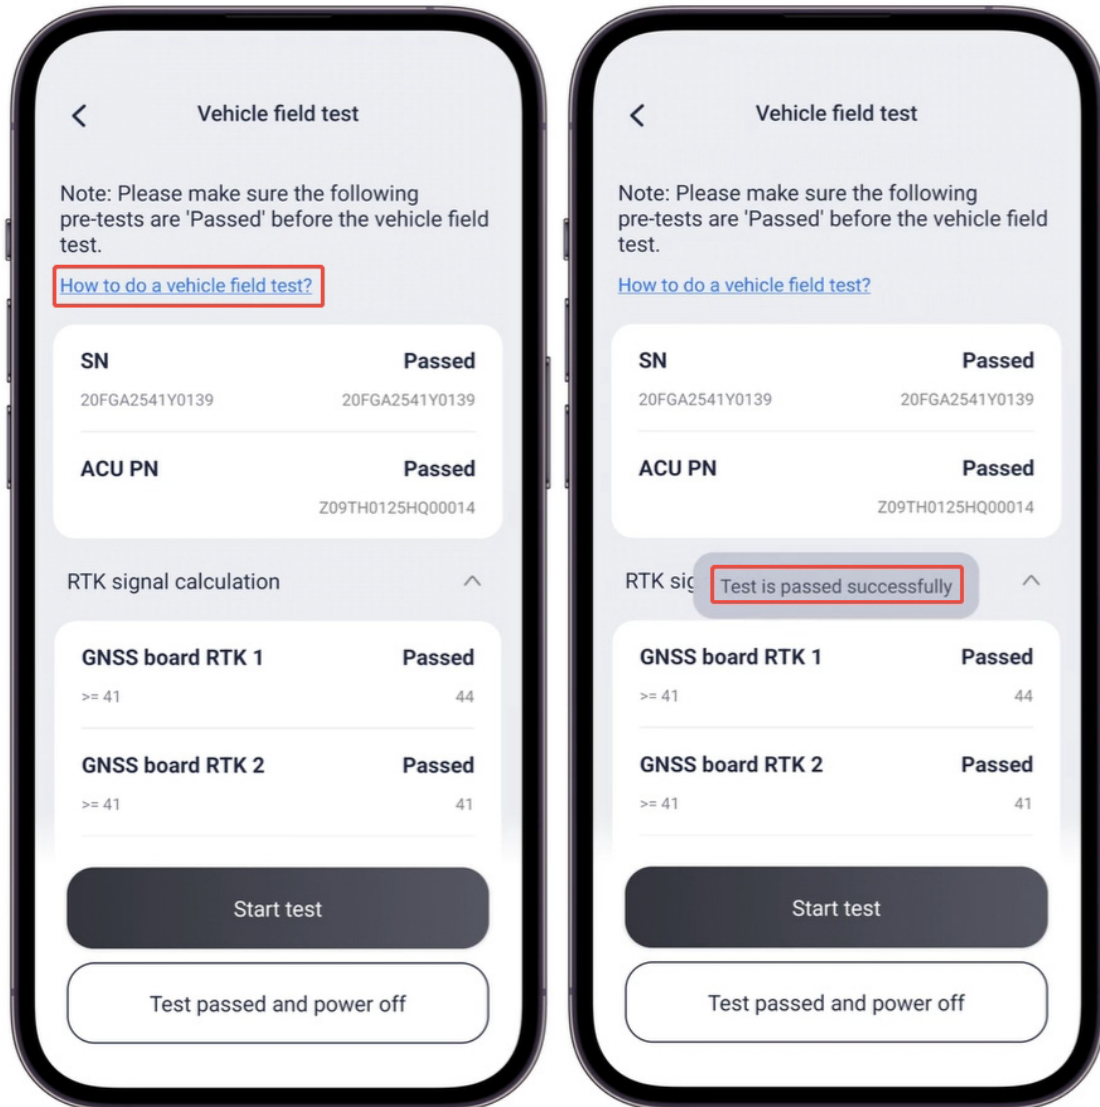 Vehicle field test
Note: Please make sure the following
pre-tests are 'Passed' before the vehicle field
test.
How to do a vehicle field test?
SN Passed
20FGA2541Y0139 20FGA2541Y0139
ACU PN Passed
Z09TH0125HQ00014
RTK signal calculation
GNSS board RTK 1 Passed
>= 41 44
GNSS board RTK 2 Passed
>= 41 41
Start test
Test passed and power off
Vehicle field test
Note: Please make sure the following
pre-tests are 'Passed' before the vehicle field
test.
How to do a vehicle field test?
SN Passed
20FGA2541Y0139 20FGA2541Y0139
ACU PN Passed
Z09TH0125HQ00014
RTK sig
Test is passed successfully
GNSS board RTK 1 Passed
>= 41 44
GNSS board RTK 2 Passed
>= 41 41
Start test
Test passed and power off